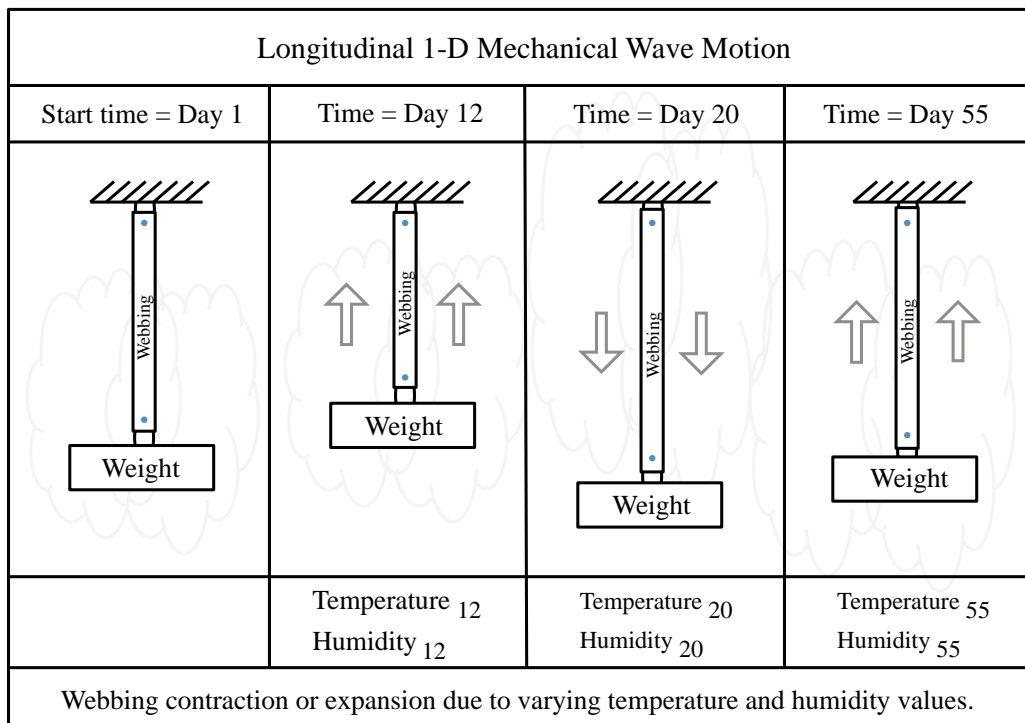 Longitudinal 1-D Mechanical Wave Motion
Start time = Day 1
Time = Day 12
Time = Day 20
Time = Day 55
Webbing
Weight
Webbing
Weight
Webbing
Weight
Webbing
Weight
Temperature 12
Humidity 12
Temperature 20
Humidity 20
Temperature 55
Humidity 55
Webbing contraction or expansion due to varying temperature and humidity values.